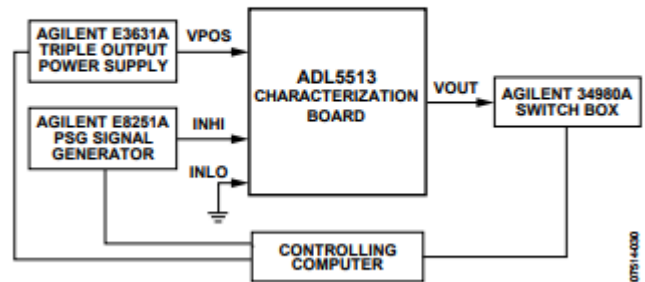 AGILENT E3631A
TRIPLE OUTPUT
POWER SUPPLY
VPOS
ADL5513
CHARACTERIZATION
BOARD
VOUT
AGILENT 34980A
SWITCH BOX
AGILENT E8251A
PSG SIGNAL
GENERATOR
INHI
INLO
CONTROLLING
COMPUTER
07514-030